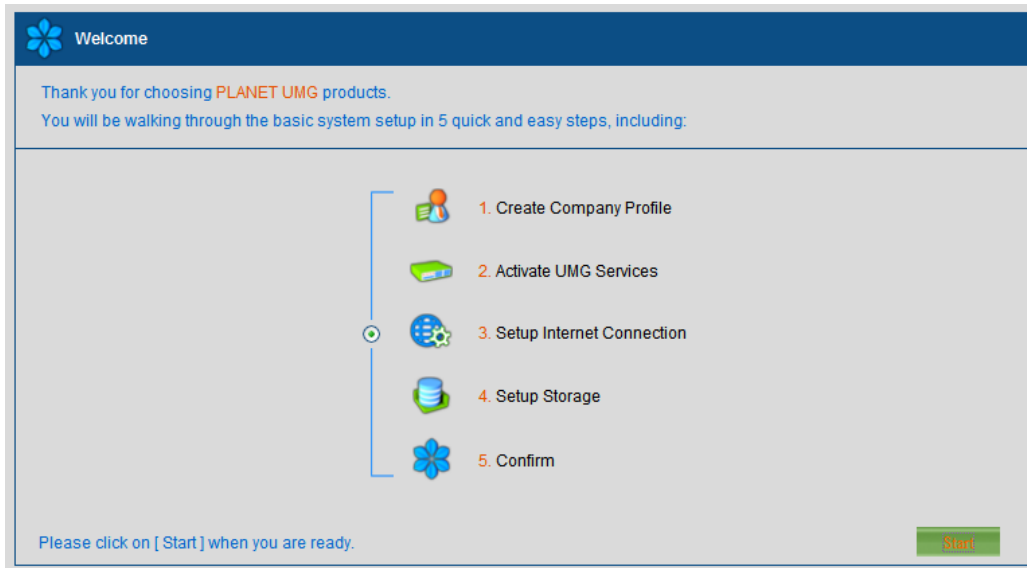 Welcome
Thank you for choosing PLANET UMG products.
You will be walking through the basic system setup in 5 quick and easy steps, including:
1. Create Company Profile
2. Activate UMG Services
3. Setup Internet Connection
4. Setup Storage
5. Confirm
Please click on [ Start ] when you are ready.
Start